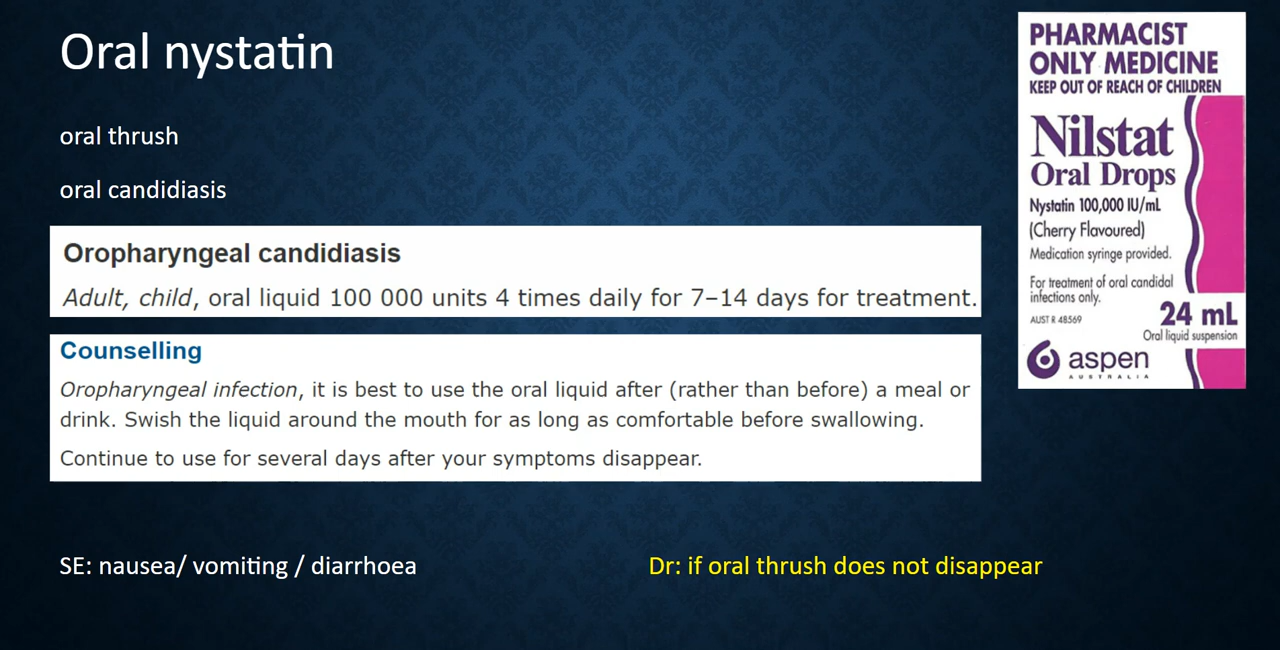 Oral nystatin
oral thrush
oral candidiasis
Oropharyngeal candidiasis
Adult, child, oral liquid 100 000 units 4 times daily for 7–14 days for treatment.
Counselling
Oropharyngeal infection, it is best to use the oral liquid after (rather than before) a meal or
drink. Swish the liquid around the mouth for as long as comfortable before swallowing.
Continue to use for several days after your symptoms disappear.
SE: nausea/ vomiting / diarrhoea
Dr: if oral thrush does not disappear
PHARMACIST
ONLY MEDICINE
KEEP OUT OF REACH OF CHILDREN
Nilstat
Oral Drops
Nystatin 100,000 IU/mL
(Cherry Flavoured)
Medication syringe provided.
For treatment of oral candidal
infections only.
AUST R 48569
24 mL
Oral liquid suspension
aspen
AUSTRALIA